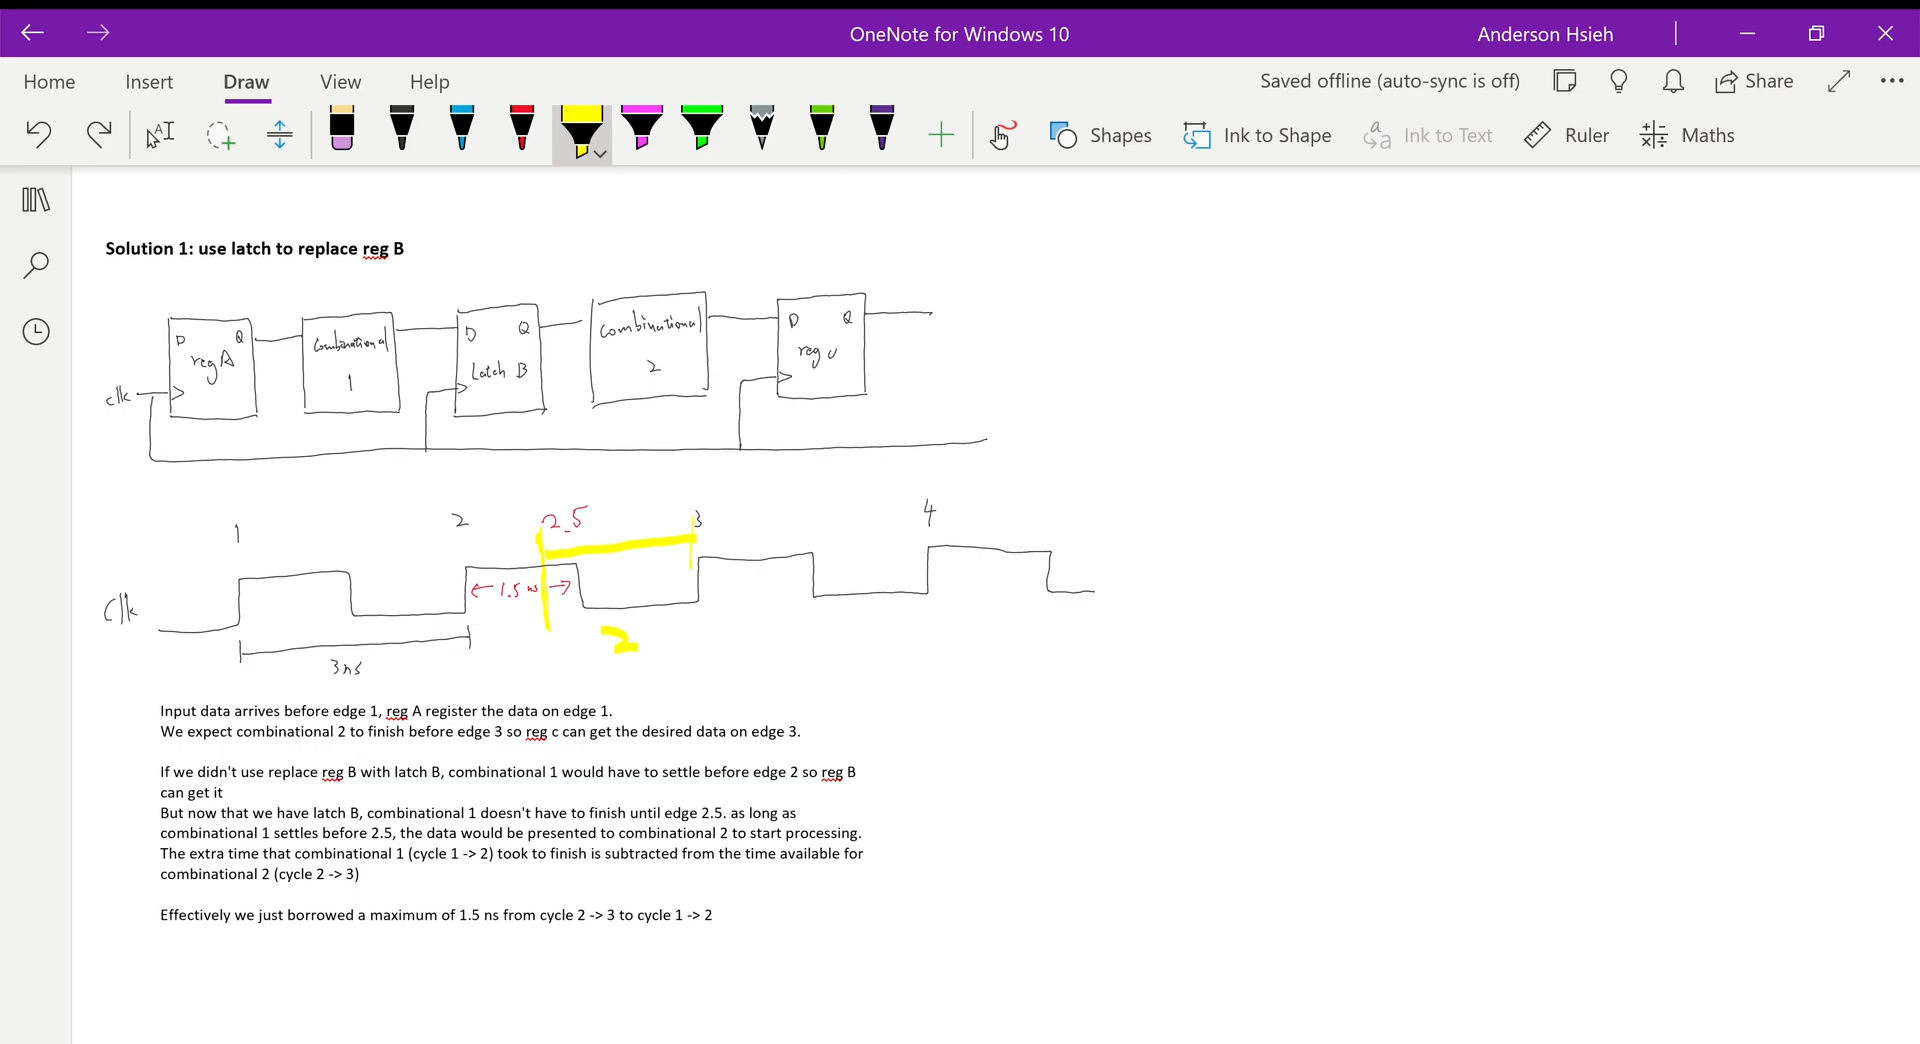 OneNote for Windows 10
Anderson Hsieh
Home Insert Draw View Help
Saved offline (auto-sync is off)
Share
Shapes
Ink to Shape
Ink to Text
Ruler
Maths
Solution 1: use latch to replace reg B
D Q
reg A
Combinational
1
D Q
Latch B
Combinational
2
D Q
reg c
clk
1 2 2.5 3 4
← 1.5 ns →
Clk
2
3ns
Input data arrives before edge 1, reg A register the data on edge 1.
We expect combinational 2 to finish before edge 3 so reg c can get the desired data on edge 3.
If we didn't use replace reg B with latch B, combinational 1 would have to settle before edge 2 so reg B
can get it
But now that we have latch B, combinational 1 doesn't have to finish until edge 2.5. as long as
combinational 1 settles before 2.5, the data would be presented to combinational 2 to start processing.
The extra time that combinational 1 (cycle 1 -> 2) took to finish is subtracted from the time available for
combinational 2 (cycle 2 -> 3)
Effectively we just borrowed a maximum of 1.5 ns from cycle 2 -> 3 to cycle 1 -> 2